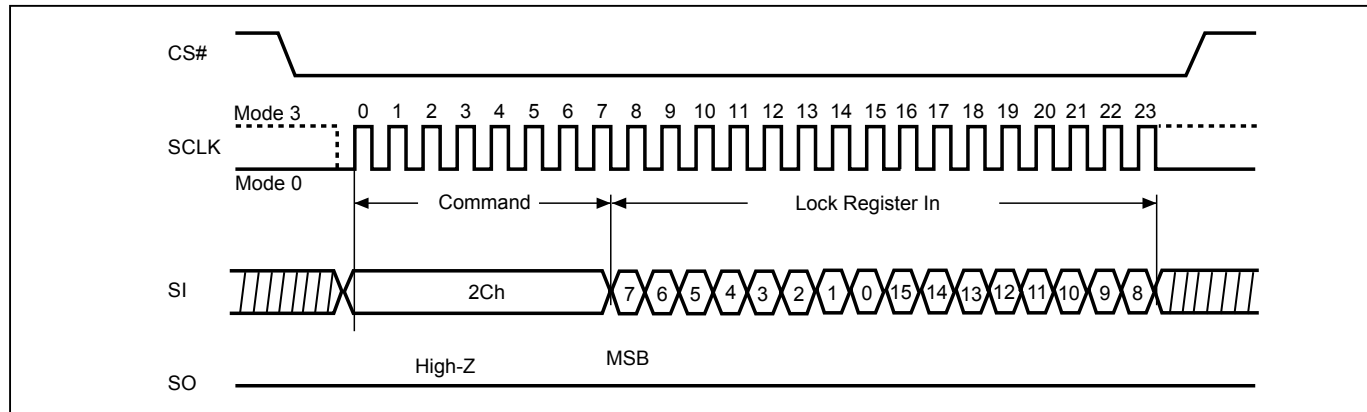 CS#
Mode 3 0 1 2 3 4 5 6 7 8 9 10 11 12 13 14 15 16 17 18 19 20 21 22 23
SCLK
Mode 0
Command Lock Register In
SI 2Ch 7 6 5 4 3 2 1 0 15 14 13 12 11 10 9 8
High-Z MSB
SO